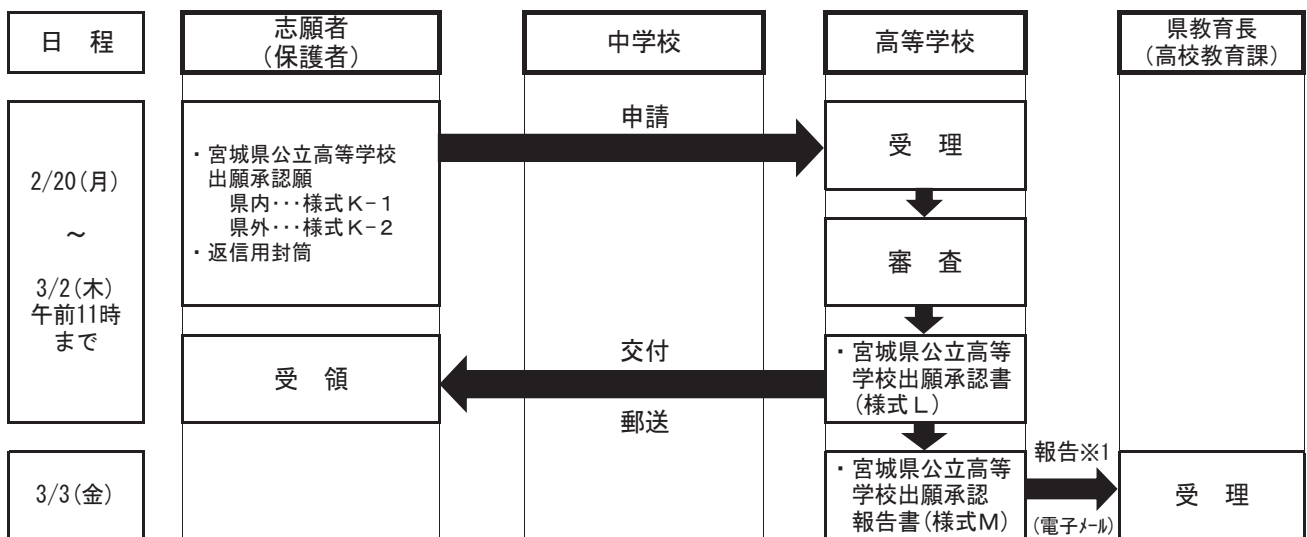 日　程
志願者
（保護者）
中学校
高等学校
県教育長
（高校教育課）
2/20(月)
～
3/2(木)
午前11時
まで
・宮城県公立高等学校
出願承認願
県内･･･様式Ｋ-１
県外･･･様式Ｋ-２
・返信用封筒
申請
受　理
審　査
受　領
交付
郵送
・宮城県公立高等
学校出願承認書
(様式Ｌ)
3/3(金)
・宮城県公立高等
学校出願承認
報告書(様式Ｍ)
報告※1
(電子ﾒｰﾙ)
受　理